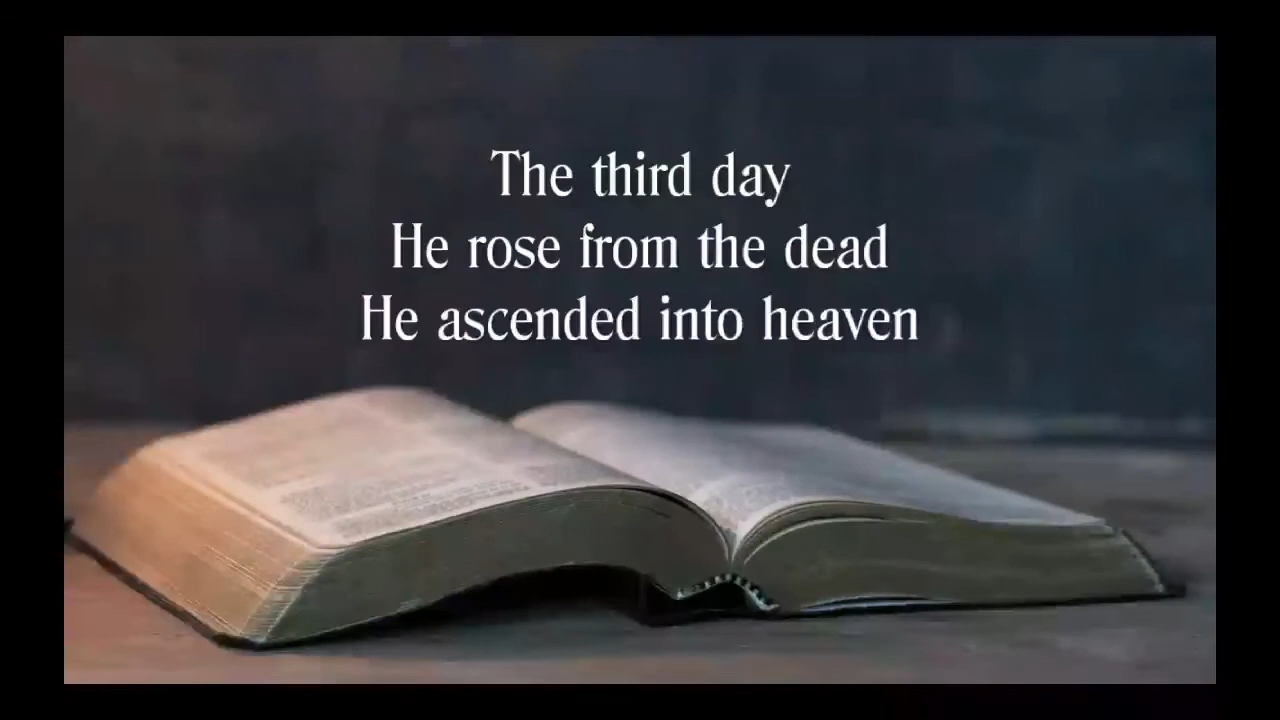 The third day
He rose from the dead
He ascended into heaven